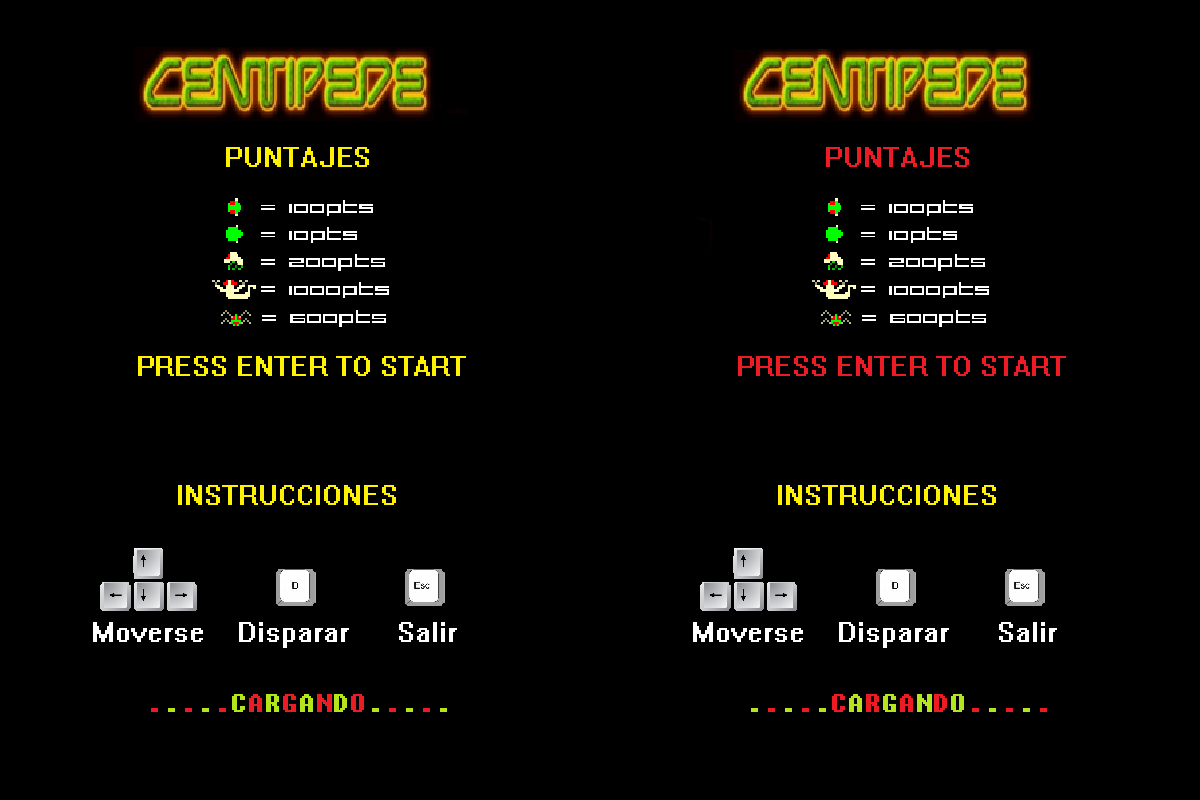 CENTIPEDE
PUNTAJES
= 100pts
= 10pts
= 200pts
= 1000pts
= 600pts
PRESS ENTER TO START
INSTRUCCIONES
↑
← ↓ → D Esc
Moverse Disparar Salir
.....CARGANDO.....
CENTIPEDE
PUNTAJES
= 100pts
= 10pts
= 200pts
= 1000pts
= 600pts
PRESS ENTER TO START
INSTRUCCIONES
↑
← ↓ → D Esc
Moverse Disparar Salir
.....CARGANDO.....